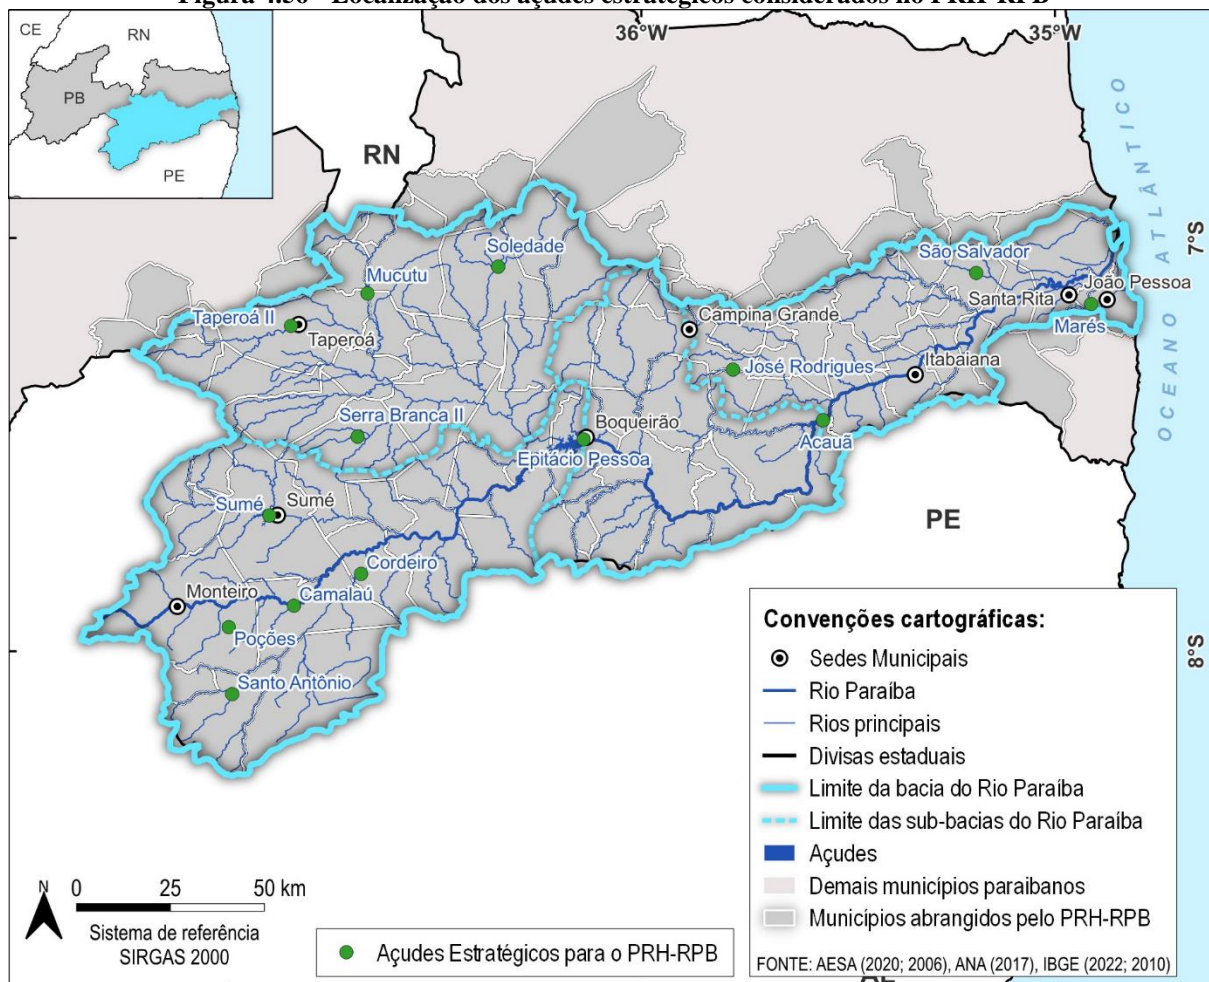 Figura 4.56 - Localização dos açudes estratégicos considerados no PRH-RPB
36°W
35°W
CE
RN
PB
PE
RN
OCEANO ATLÂNTICO
7°S
Soledade
São Salvador
Mucutu
João Pessoa
Santa Rita
Taperoá II
Taperoá
Campina Grande
Marés
José Rodrigues
Itabaiana
Serra Branca II
Boqueirão
Acauã
Epitácio Pessoa
Sumé
Sumé
PE
Cordeiro
Monteiro
Camalaú
Poções
8°S
Santo Antônio
Convenções cartográficas:
Sedes Municipais
Rio Paraíba
Rios principais
Divisas estaduais
Limite da bacia do Rio Paraíba
Limite das sub-bacias do Rio Paraíba
Açudes
Demais municípios paraibanos
Municípios abrangidos pelo PRH-RPB
FONTE: AESA (2020; 2006), ANA (2017), IBGE (2022; 2010)
N
0 25 50 km
Sistema de referência
SIRGAS 2000
Açudes Estratégicos para o PRH-RPB